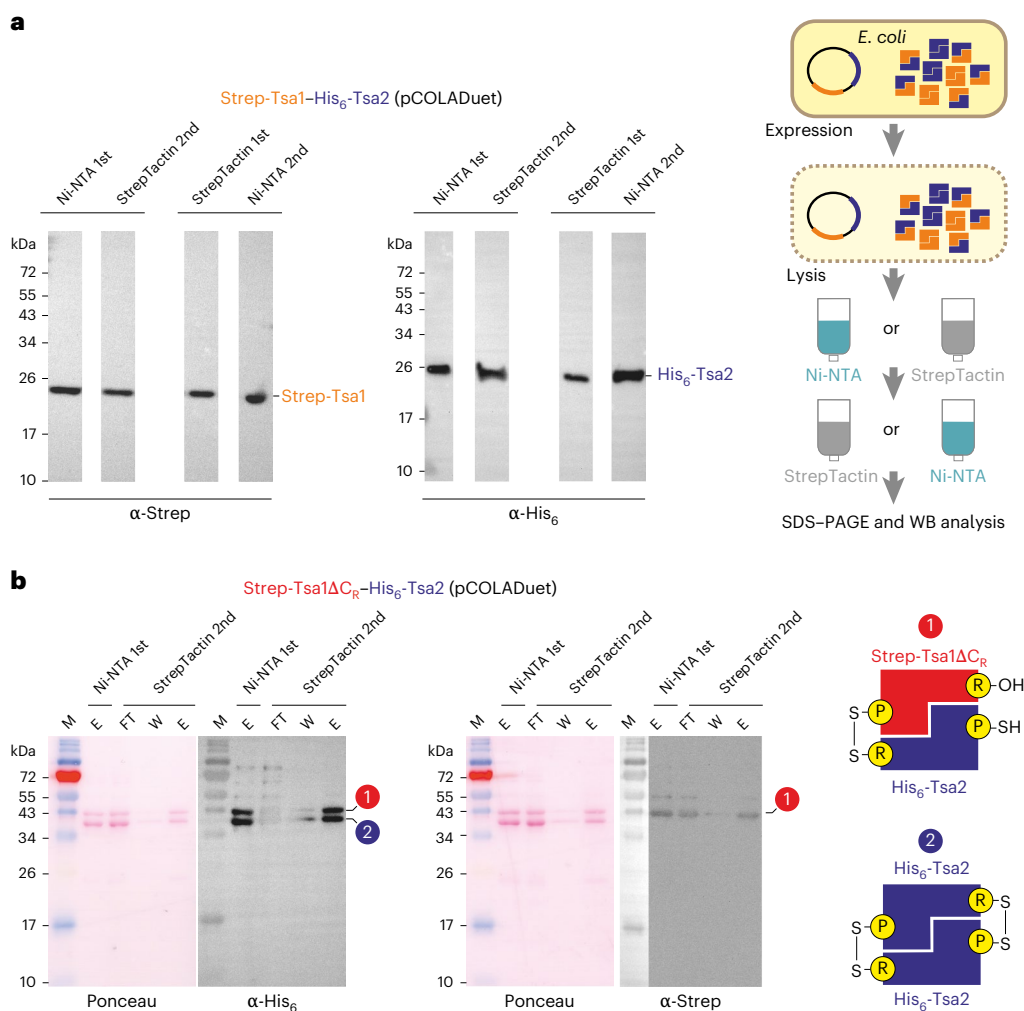 a
Strep-Tsa1–His6-Tsa2 (pCOLADuet)
Ni-NTA 1st
StrepTactin 2nd
StrepTactin 1st
Ni-NTA 2nd
kDa
72
55
43
34
26
17
10
Strep-Tsa1
α-Strep
Ni-NTA 1st
StrepTactin 2nd
StrepTactin 1st
Ni-NTA 2nd
kDa
72
55
43
34
26
17
10
His6-Tsa2
α-His6
E. coli
Expression
Lysis
or
Ni-NTA
StrepTactin
or
StrepTactin
Ni-NTA
SDS–PAGE and WB analysis
b
Strep-Tsa1ΔCR–His6-Tsa2 (pCOLADuet)
Ni-NTA 1st
StrepTactin 2nd
Ni-NTA 1st
StrepTactin 2nd
M E FT W E M E FT W E
kDa
72
55
43
34
26
17
10
1
2
Ponceau
α-His6
Ni-NTA 1st
StrepTactin 2nd
Ni-NTA 1st
StrepTactin 2nd
M E FT W E M E FT W E
kDa
72
55
43
34
26
17
10
1
Ponceau
α-Strep
1
Strep-Tsa1ΔCR
R OH
S P
P SH
S R
His6-Tsa2
2
His6-Tsa2
R S
S P
P S
S R
His6-Tsa2